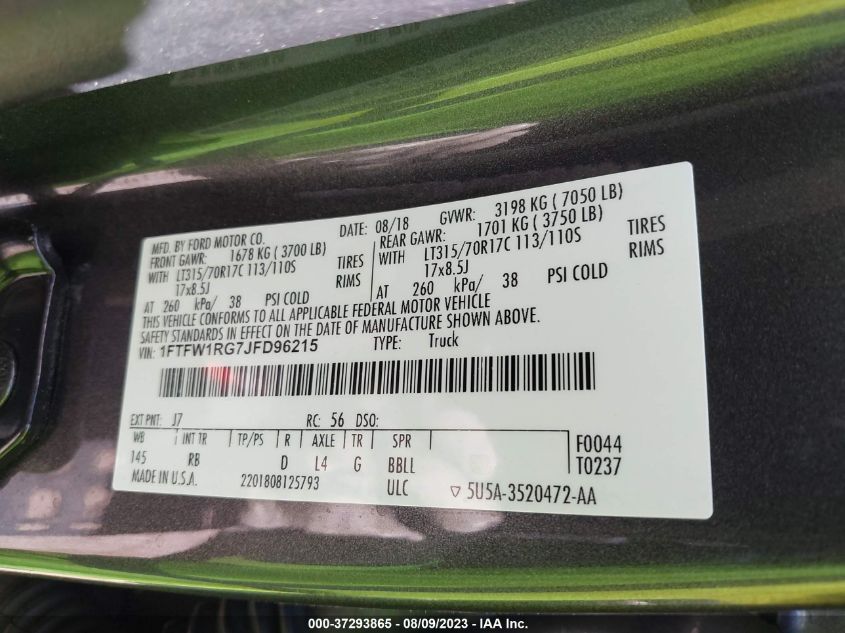 MFD. BY FORD MOTOR CO. DATE: 08/18 GVWR: 3198 KG ( 7050 LB)
FRONT GAWR: 1678 KG ( 3700 LB) REAR GAWR: 1701 KG ( 3750 LB)
WITH LT315/70R17C 113/110S TIRES WITH LT315/70R17C 113/110S TIRES
17x8.5J RIMS 17x8.5J RIMS
AT 260 kPa/ 38 PSI COLD AT 260 kPa/ 38 PSI COLD
THIS VEHICLE CONFORMS TO ALL APPLICABLE FEDERAL MOTOR VEHICLE
SAFETY STANDARDS IN EFFECT ON THE DATE OF MANUFACTURE SHOWN ABOVE.
VIN: 1FTFW1RG7JFD96215 TYPE: Truck
EXT PNT: J7 RC: 56 DSO:
WB INT TR TP/PS R AXLE TR SPR F0044
145 RB D L4 G BBLL T0237
MADE IN U.S.A. 2201808125793 ULC ▽ 5U5A-3520472-AA
000-37293865 - 08/09/2023 - IAA Inc.